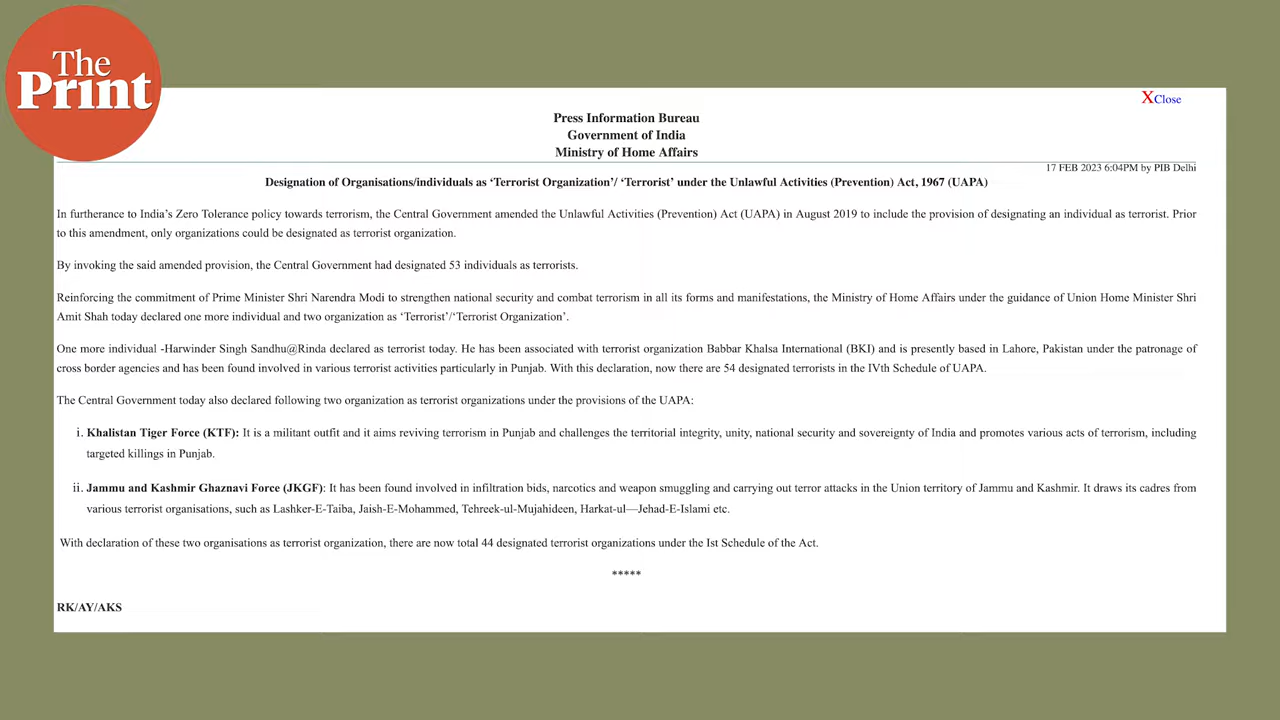 The
Print
XClose
Press Information Bureau
Government of India
Ministry of Home Affairs
17 FEB 2023 6:04PM by PIB Delhi
Designation of Organisations/individuals as ‘Terrorist Organization’/ ‘Terrorist’ under the Unlawful Activities (Prevention) Act, 1967 (UAPA)
In furtherance to India’s Zero Tolerance policy towards terrorism, the Central Government amended the Unlawful Activities (Prevention) Act (UAPA) in August 2019 to include the provision of designating an individual as terrorist. Prior
to this amendment, only organizations could be designated as terrorist organization.
By invoking the said amended provision, the Central Government had designated 53 individuals as terrorists.
Reinforcing the commitment of Prime Minister Shri Narendra Modi to strengthen national security and combat terrorism in all its forms and manifestations, the Ministry of Home Affairs under the guidance of Union Home Minister Shri
Amit Shah today declared one more individual and two organization as ‘Terrorist’/‘Terrorist Organization’.
One more individual -Harwinder Singh Sandhu@Rinda declared as terrorist today. He has been associated with terrorist organization Babbar Khalsa International (BKI) and is presently based in Lahore, Pakistan under the patronage of
cross border agencies and has been found involved in various terrorist activities particularly in Punjab. With this declaration, now there are 54 designated terrorists in the IVth Schedule of UAPA.
The Central Government today also declared following two organization as terrorist organizations under the provisions of the UAPA:
i. Khalistan Tiger Force (KTF): It is a militant outfit and it aims reviving terrorism in Punjab and challenges the territorial integrity, unity, national security and sovereignty of India and promotes various acts of terrorism, including
targeted killings in Punjab.
ii. Jammu and Kashmir Ghaznavi Force (JKGF): It has been found involved in infiltration bids, narcotics and weapon smuggling and carrying out terror attacks in the Union territory of Jammu and Kashmir. It draws its cadres from
various terrorist organisations, such as Lashker-E-Taiba, Jaish-E-Mohammed, Tehreek-ul-Mujahideen, Harkat-ul—Jehad-E-Islami etc.
With declaration of these two organisations as terrorist organization, there are now total 44 designated terrorist organizations under the Ist Schedule of the Act.
*****
RK/AY/AKS